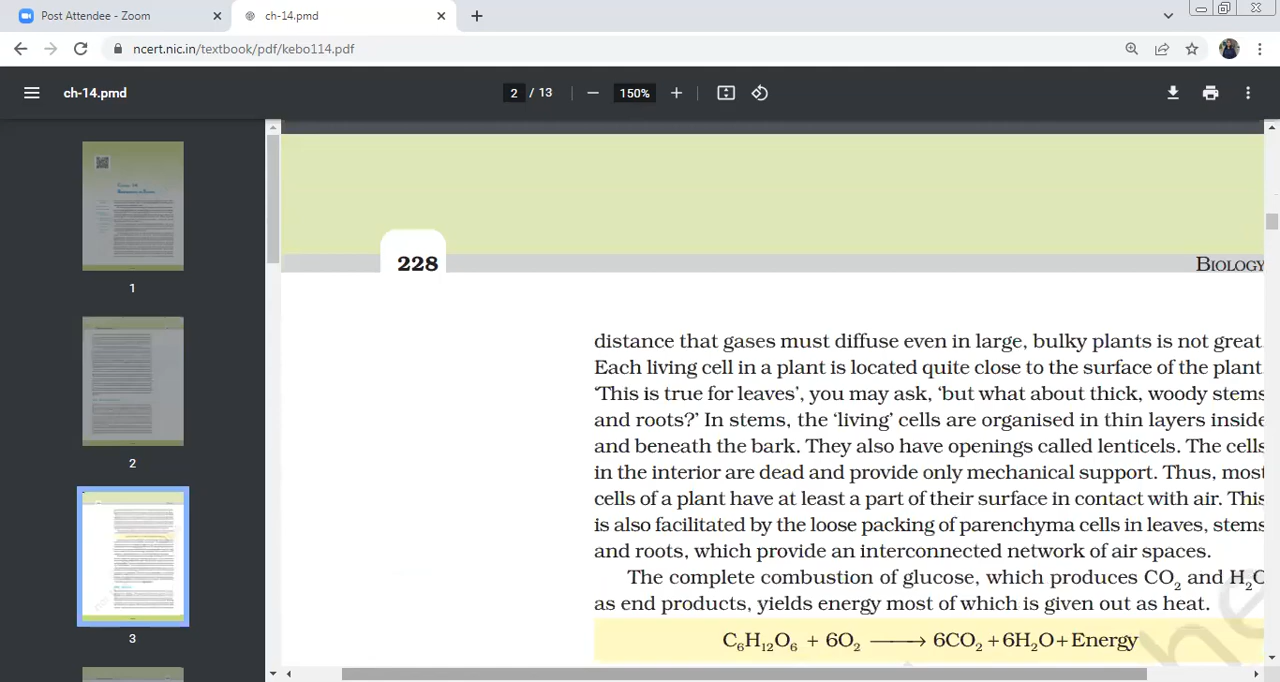 Post Attendee - Zoom
ch-14.pmd
ncert.nic.in/textbook/pdf/kebo114.pdf
ch-14.pmd
2 / 13
150%
1
2
3
228
BIOLOGY
distance that gases must diffuse even in large, bulky plants is not great.
Each living cell in a plant is located quite close to the surface of the plant.
‘This is true for leaves’, you may ask, ‘but what about thick, woody stems
and roots?’ In stems, the ‘living’ cells are organised in thin layers inside
and beneath the bark. They also have openings called lenticels. The cells
in the interior are dead and provide only mechanical support. Thus, most
cells of a plant have at least a part of their surface in contact with air. This
is also facilitated by the loose packing of parenchyma cells in leaves, stems
and roots, which provide an interconnected network of air spaces.
The complete combustion of glucose, which produces CO₂ and H₂O
as end products, yields energy most of which is given out as heat.
C₆H₁₂O₆ + 6O₂ ⟶ 6CO₂ + 6H₂O + Energy